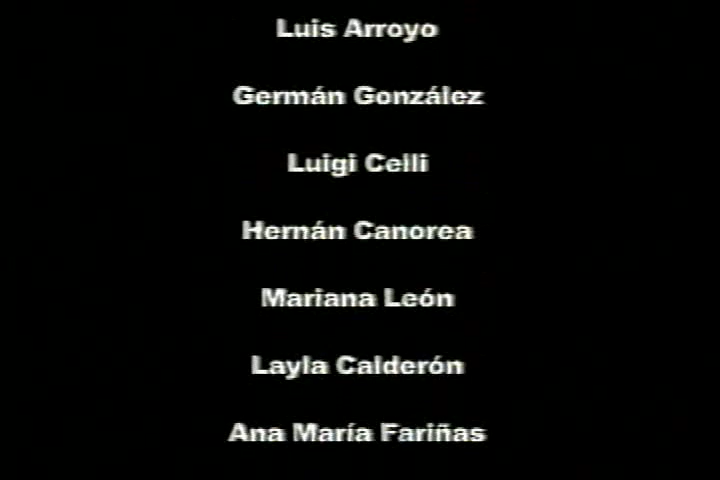 Luis Arroyo
Germán González
Luigi Celli
Hernán Canorea
Mariana León
Layla Calderón
Ana María Fariñas